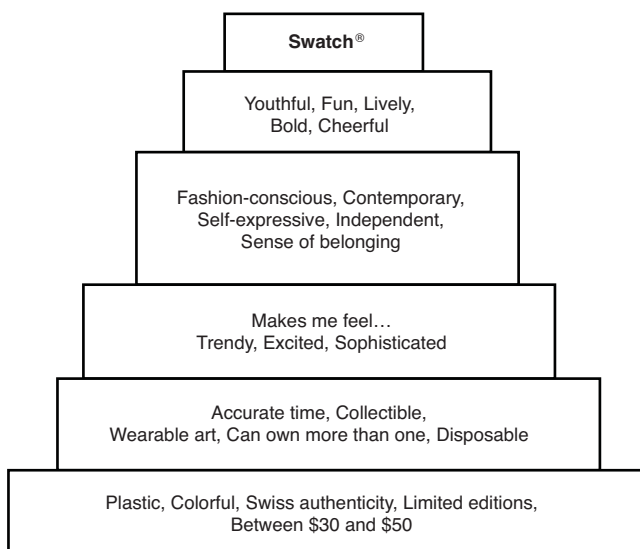 Swatch®
Youthful, Fun, Lively,
Bold, Cheerful
Fashion-conscious, Contemporary,
Self-expressive, Independent,
Sense of belonging
Makes me feel…
Trendy, Excited, Sophisticated
Accurate time, Collectible,
Wearable art, Can own more than one, Disposable
Plastic, Colorful, Swiss authenticity, Limited editions,
Between $30 and $50